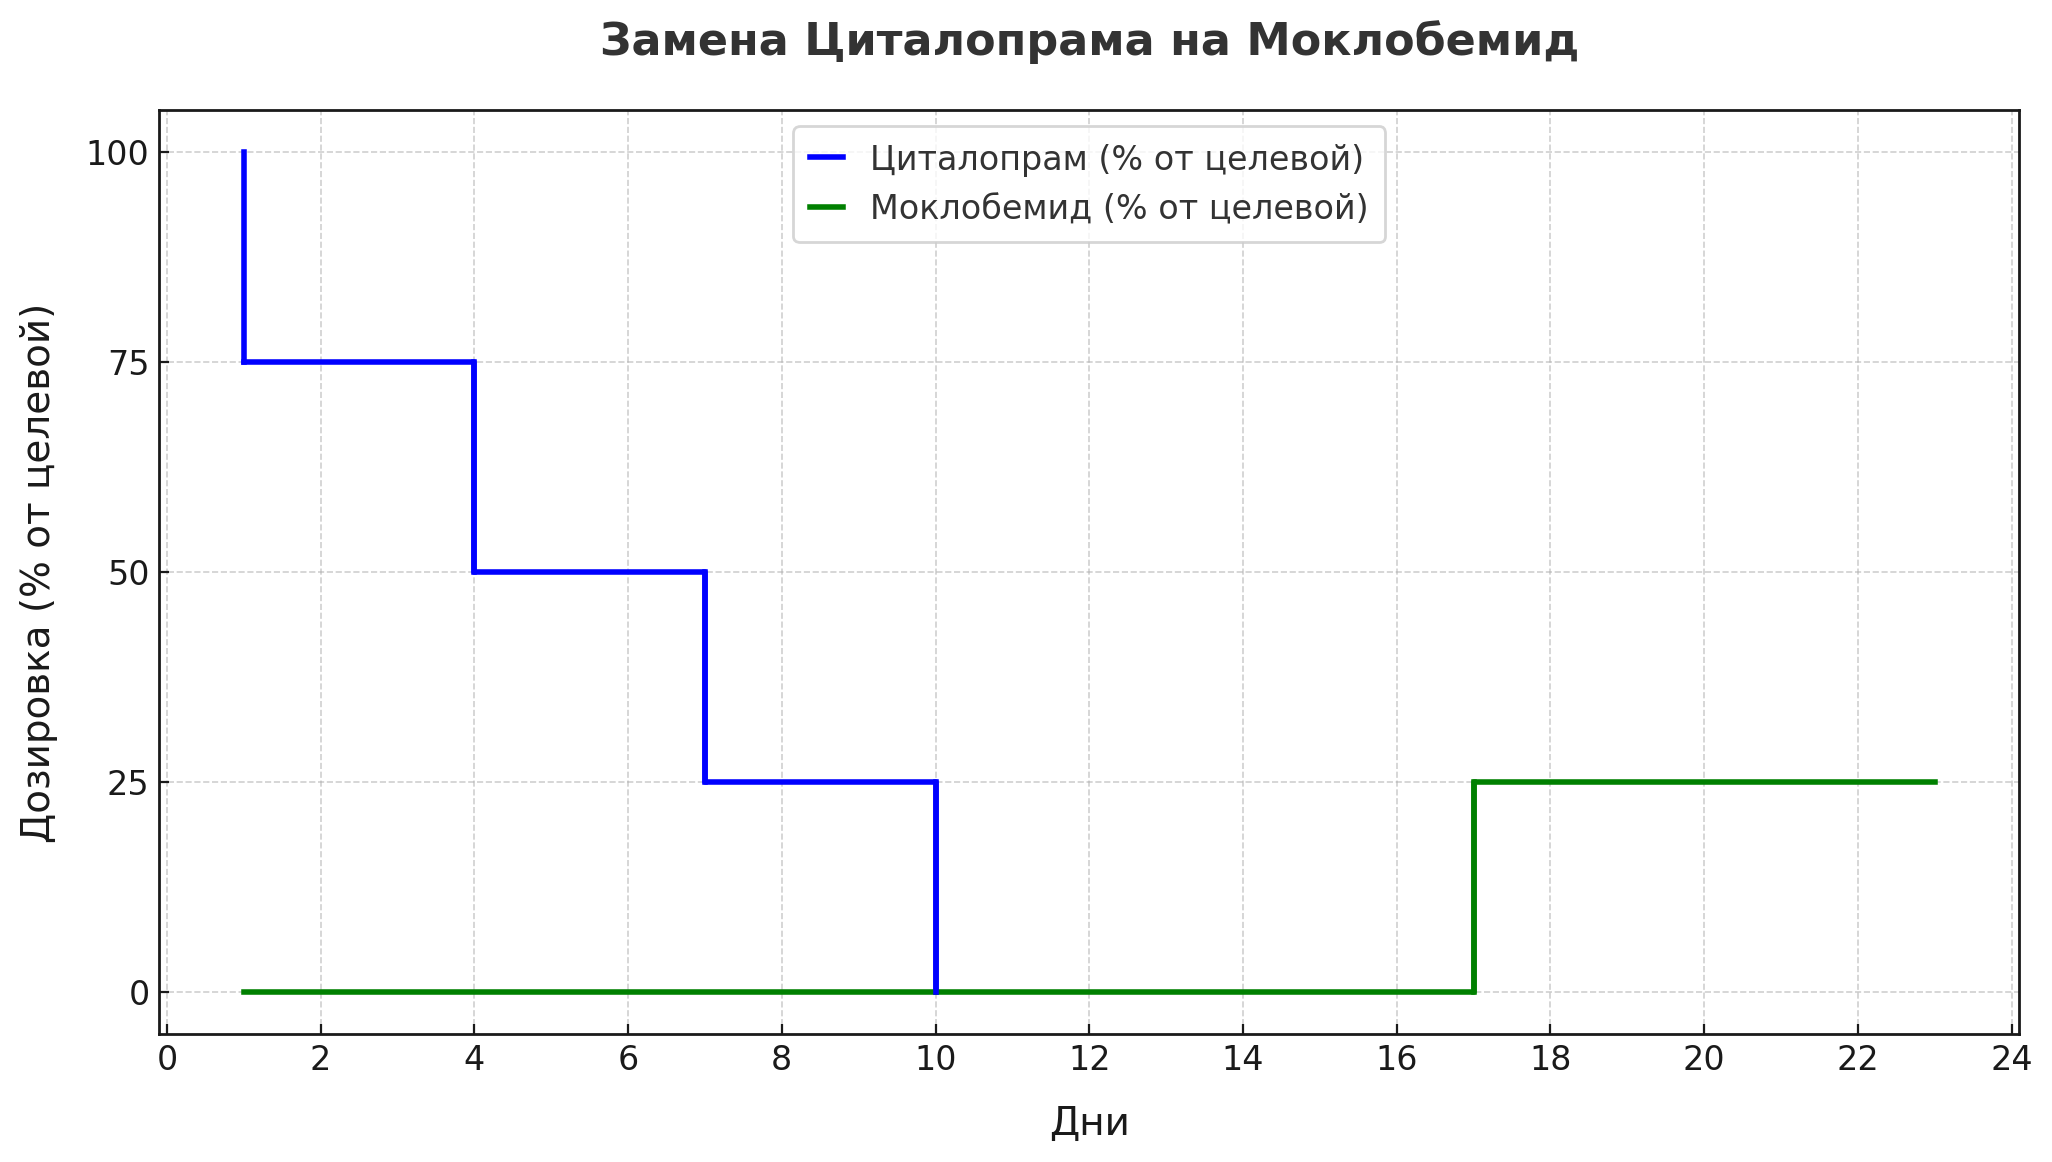 Замена Циталопрама на Моклобемид
Циталопрам (% от целевой)
Моклобемид (% от целевой)
Дозировка (% от целевой)
100
75
50
25
0
0 2 4 6 8 10 12 14 16 18 20 22 24
Дни